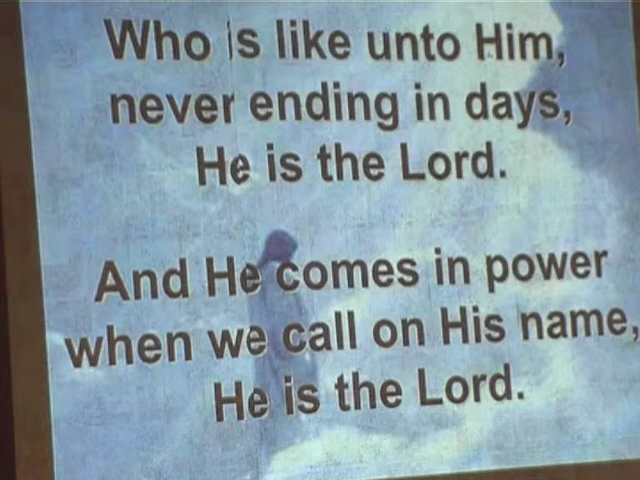 Who is like unto Him,
never ending in days,
He is the Lord.
And He comes in power
when we call on His name,
He is the Lord.